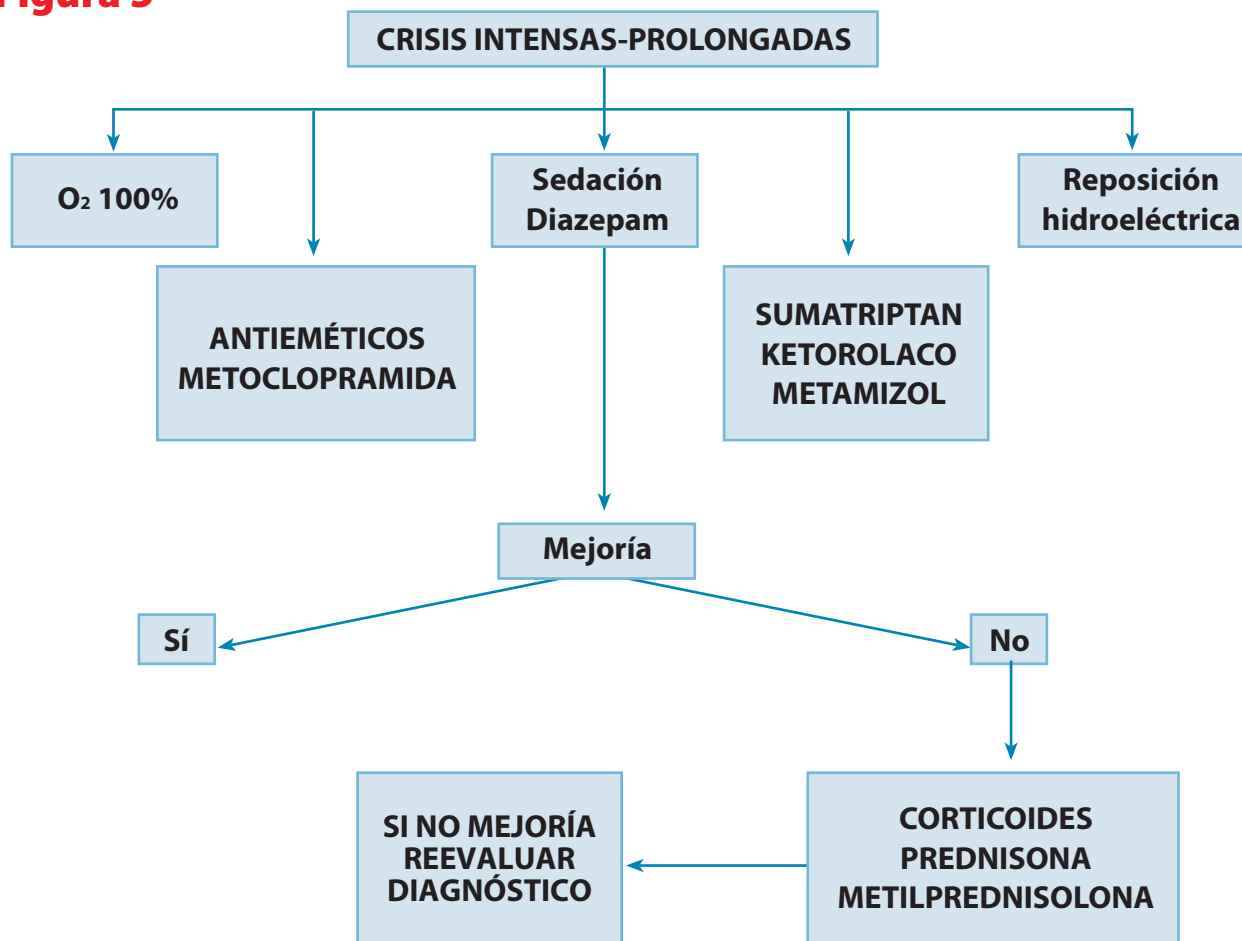 Figura 3
CRISIS INTENSAS-PROLONGADAS
O₂ 100%
Sedación
Diazepam
Reposición
hidroeléctrica
ANTIEMÉTICOS
METOCLOPRAMIDA
SUMATRIPTAN
KETOROLACO
METAMIZOL
Mejoría
Sí
No
SI NO MEJORÍA
REEVALUAR
DIAGNÓSTICO
CORTICOIDES
PREDNISONA
METILPREDNISOLONA